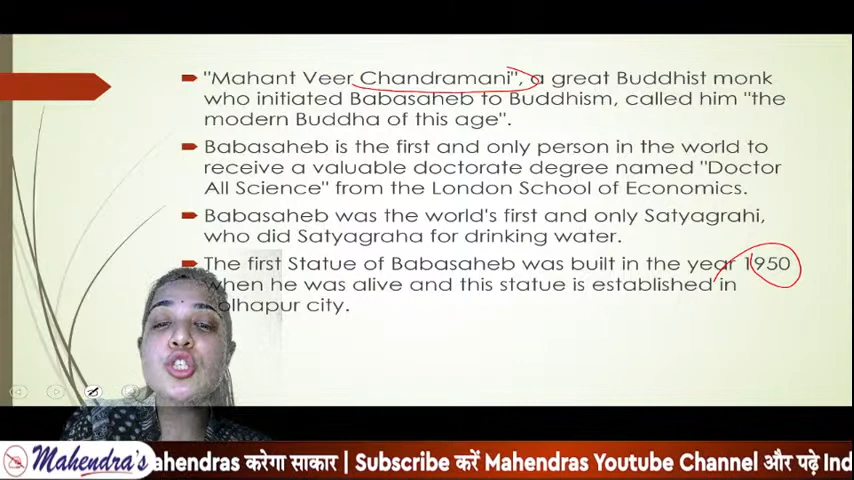 "Mahant Veer Chandramani", a great Buddhist monk
who initiated Babasaheb to Buddhism, called him "the
modern Buddha of this age".
Babasaheb is the first and only person in the world to
receive a valuable doctorate degree named "Doctor
All Science" from the London School of Economics.
Babasaheb was the world's first and only Satyagrahi,
who did Satyagraha for drinking water.
The first Statue of Babasaheb was built in the year 1950
when he was alive and this statue is established in
olhapur city.
Mahendra's ahendras करेगा साकार | Subscribe करें Mahendras Youtube Channel और पढ़े Ind